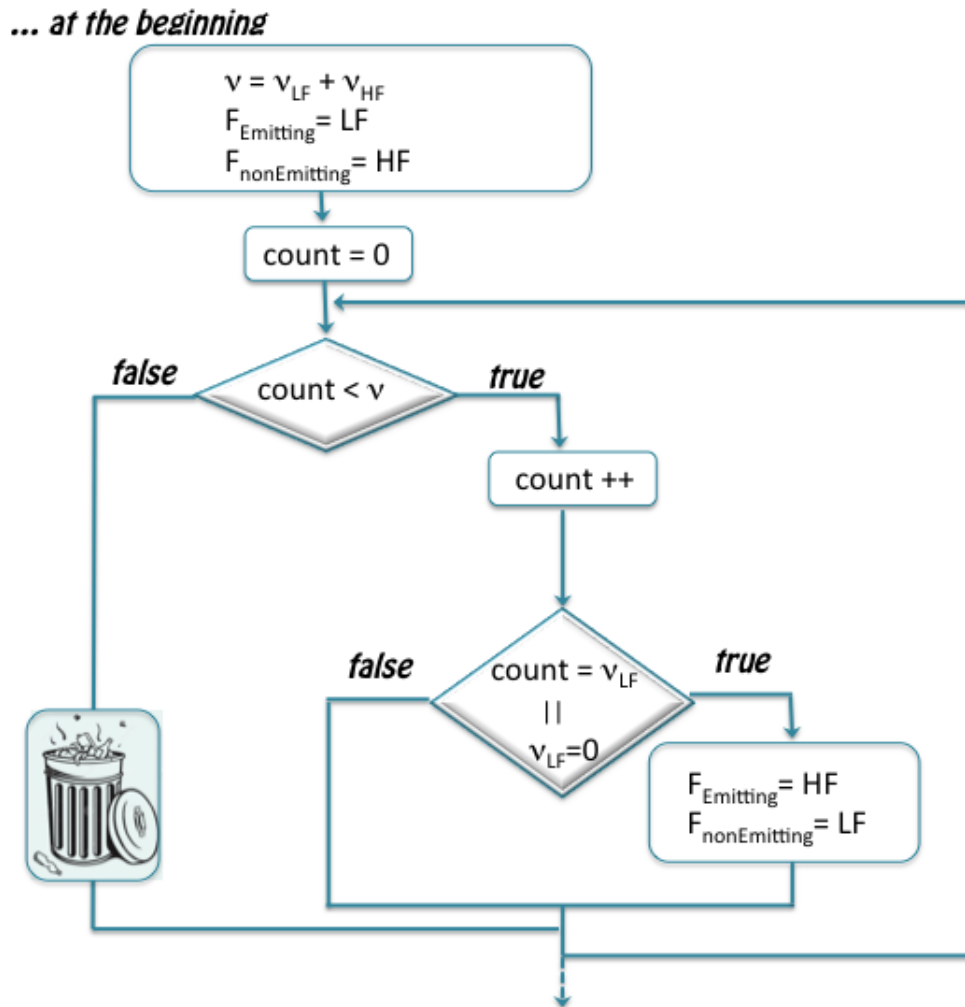 ... at the beginning
ν = ν_LF + ν_HF
F_Emitting= LF
F_nonEmitting= HF
count = 0
false
true
count < ν
count ++
false
true
count = ν_LF
||
ν_LF=0
F_Emitting= HF
F_nonEmitting= LF